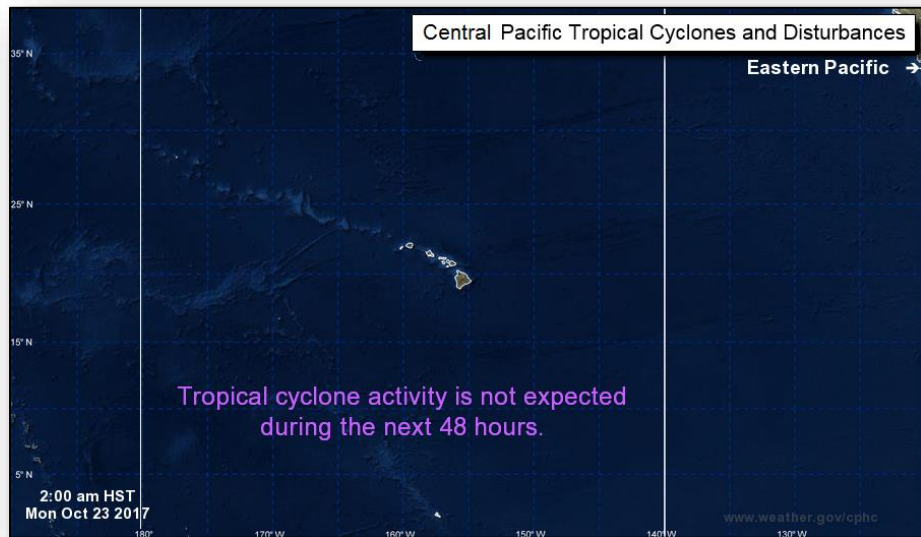 Central Pacific Tropical Cyclones and Disturbances
35° N
Eastern Pacific →
25° N
15° N
Tropical cyclone activity is not expected
during the next 48 hours.
5° N
2:00 am HST
Mon Oct 23 2017
www.weather.gov/cphc
180° 170° W 160° W 150° W 140° W 130° W